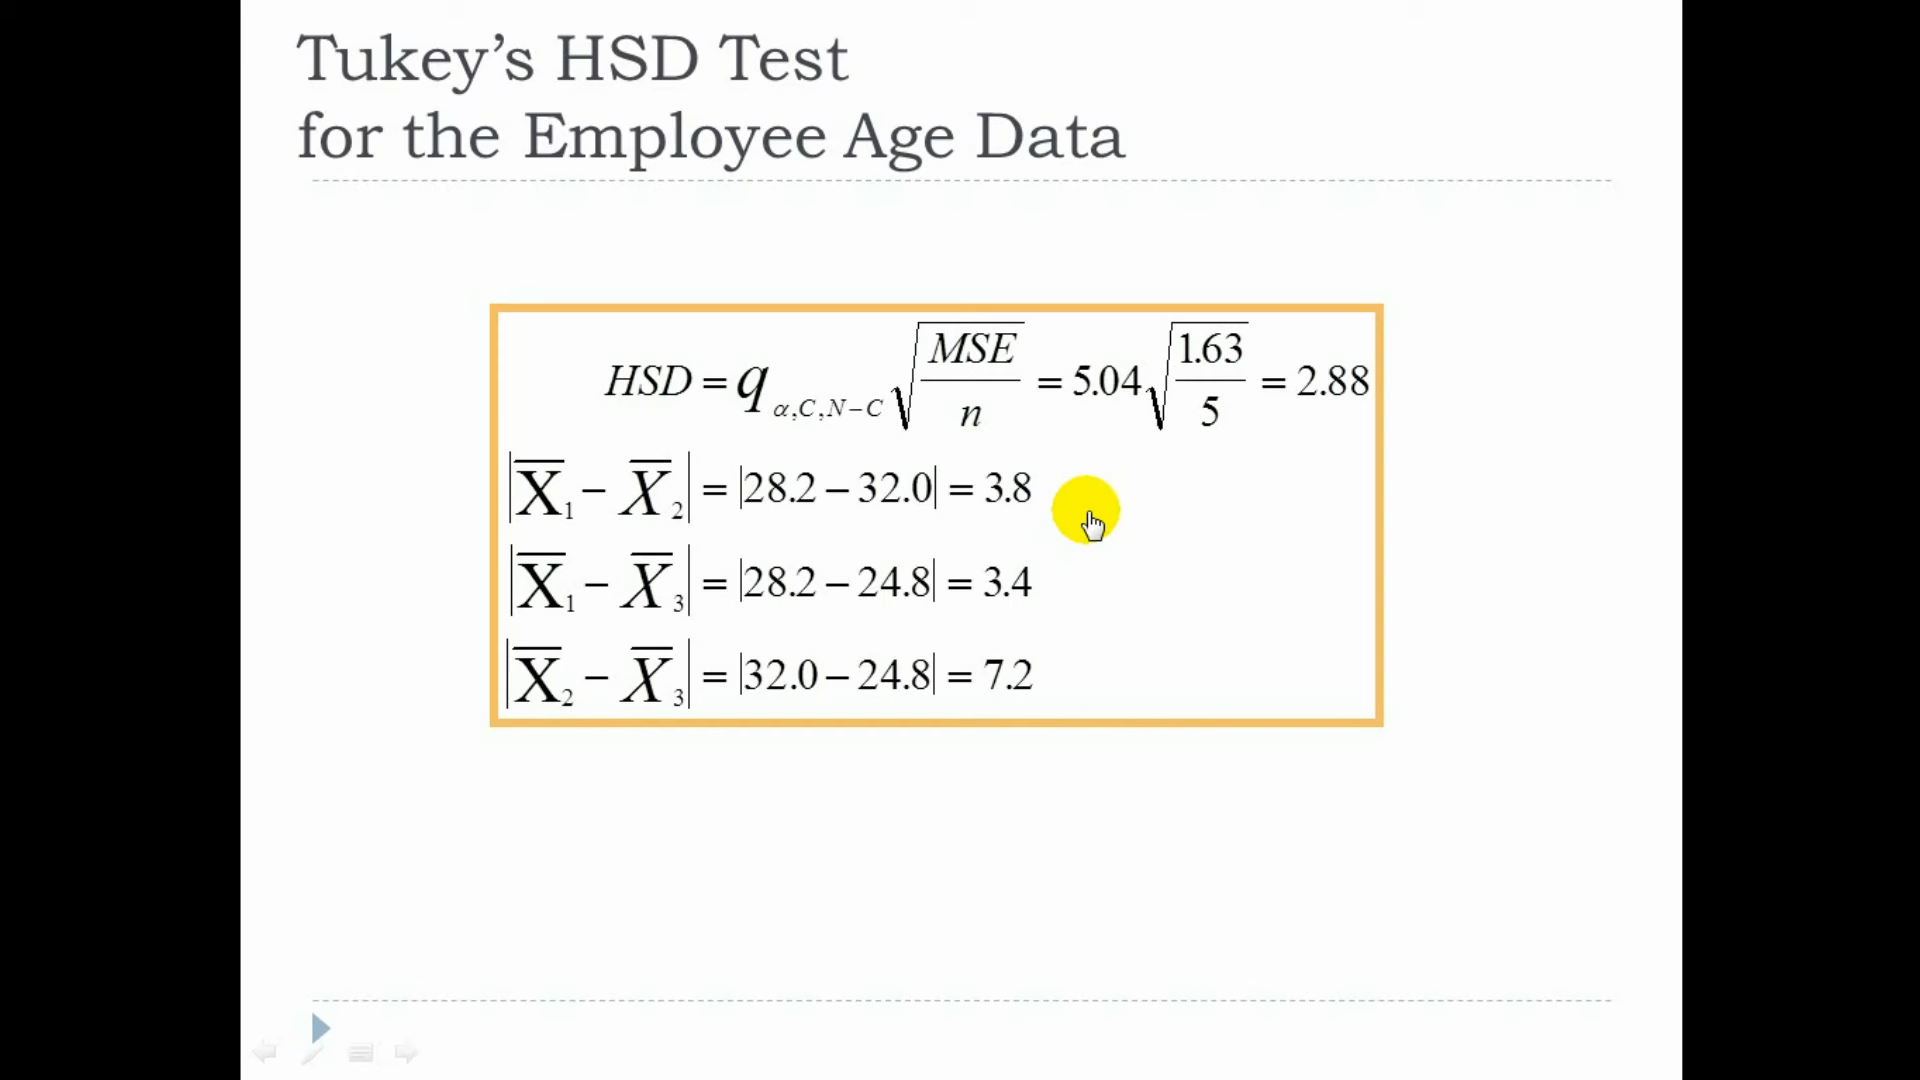 Tukey’s HSD Test
for the Employee Age Data
HSD = q α,C,N−C √(MSE/n) = 5.04√(1.63/5) = 2.88
|X̅₁ − X̅₂| = |28.2 − 32.0| = 3.8
|X̅₁ − X̅₃| = |28.2 − 24.8| = 3.4
|X̅₂ − X̅₃| = |32.0 − 24.8| = 7.2